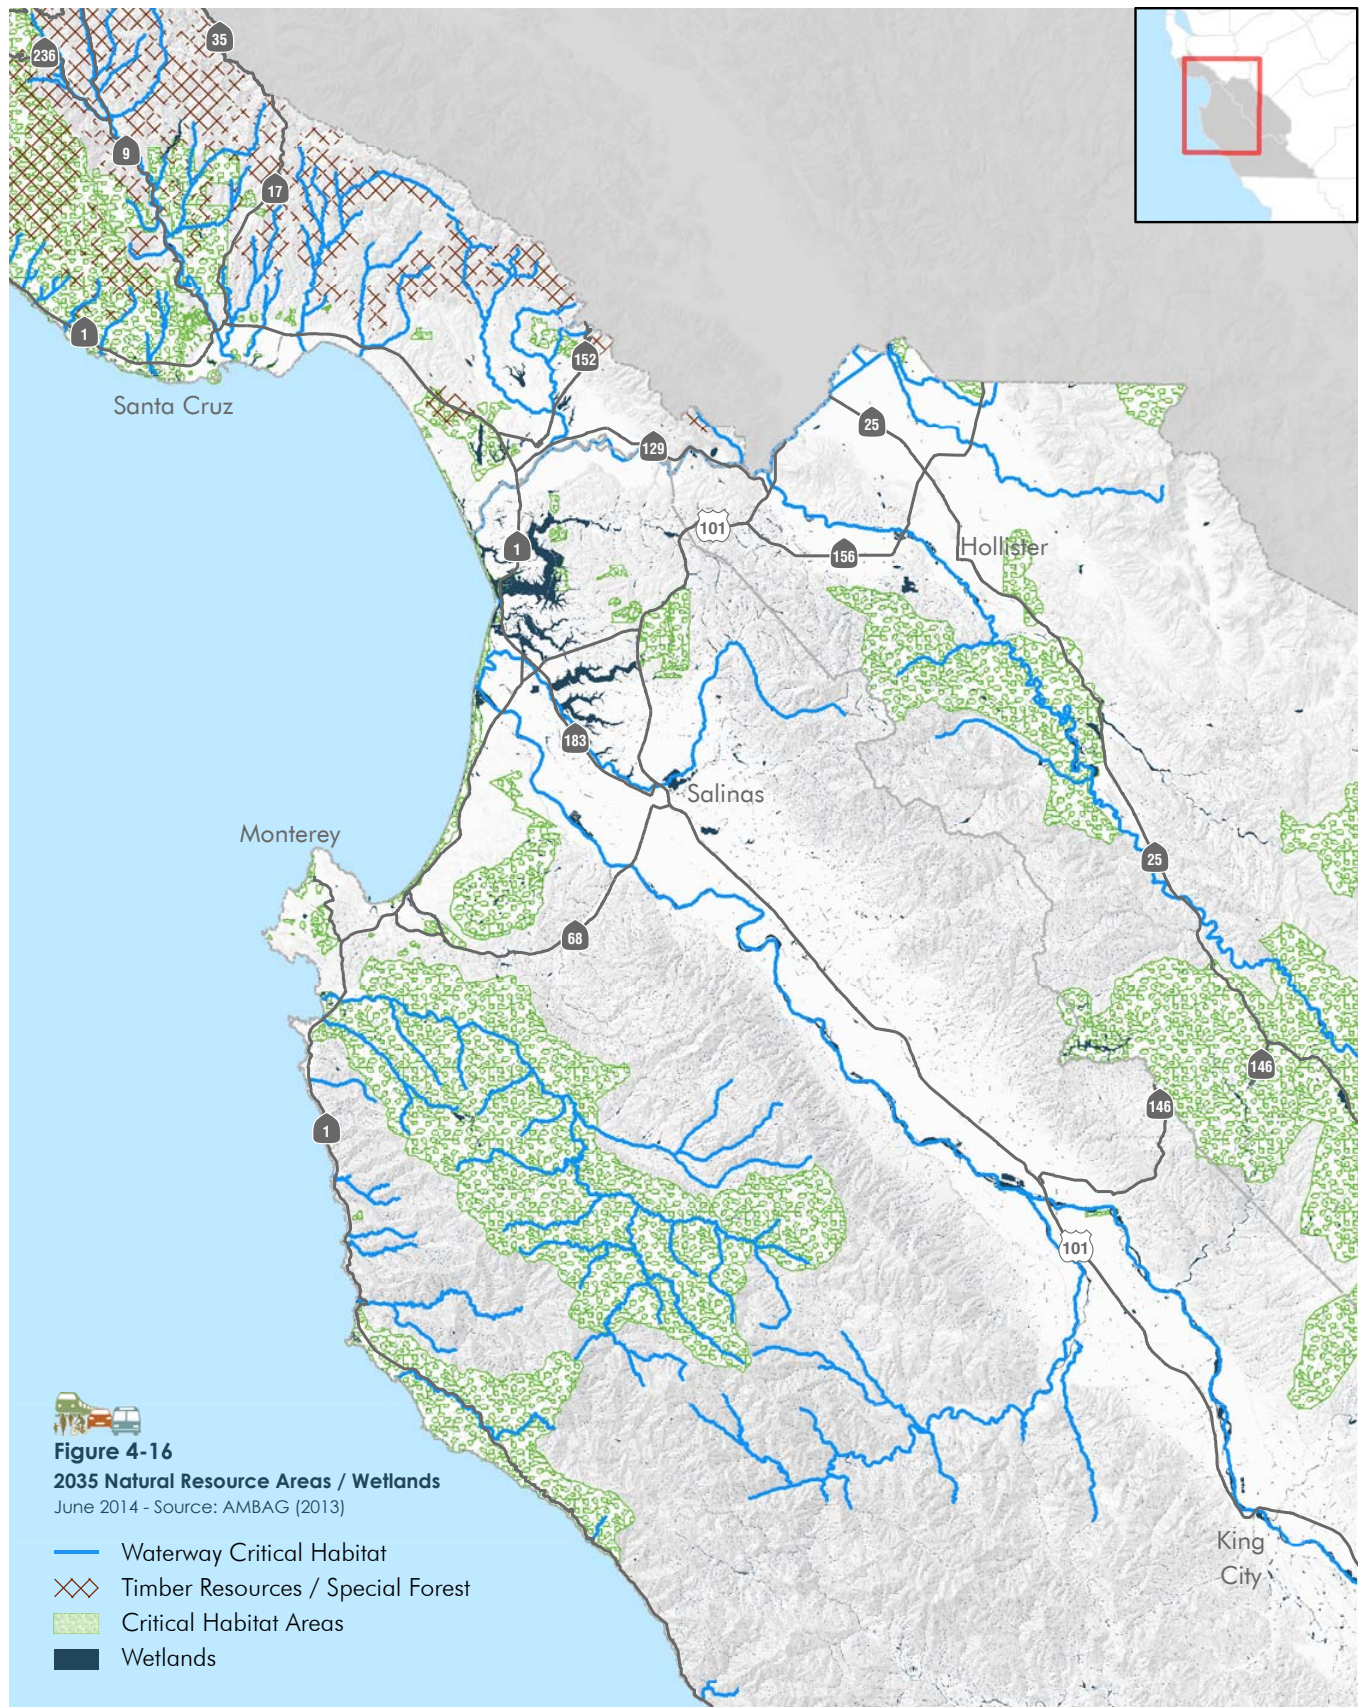 35
236
9
17
1
Santa Cruz
152
25
129
101
1
156
Hollister
183
Salinas
Monterey
25
68
146
146
1
101
Figure 4-16
2035 Natural Resource Areas / Wetlands
June 2014 - Source: AMBAG (2013)
Waterway Critical Habitat
Timber Resources / Special Forest
Critical Habitat Areas
Wetlands
King
City